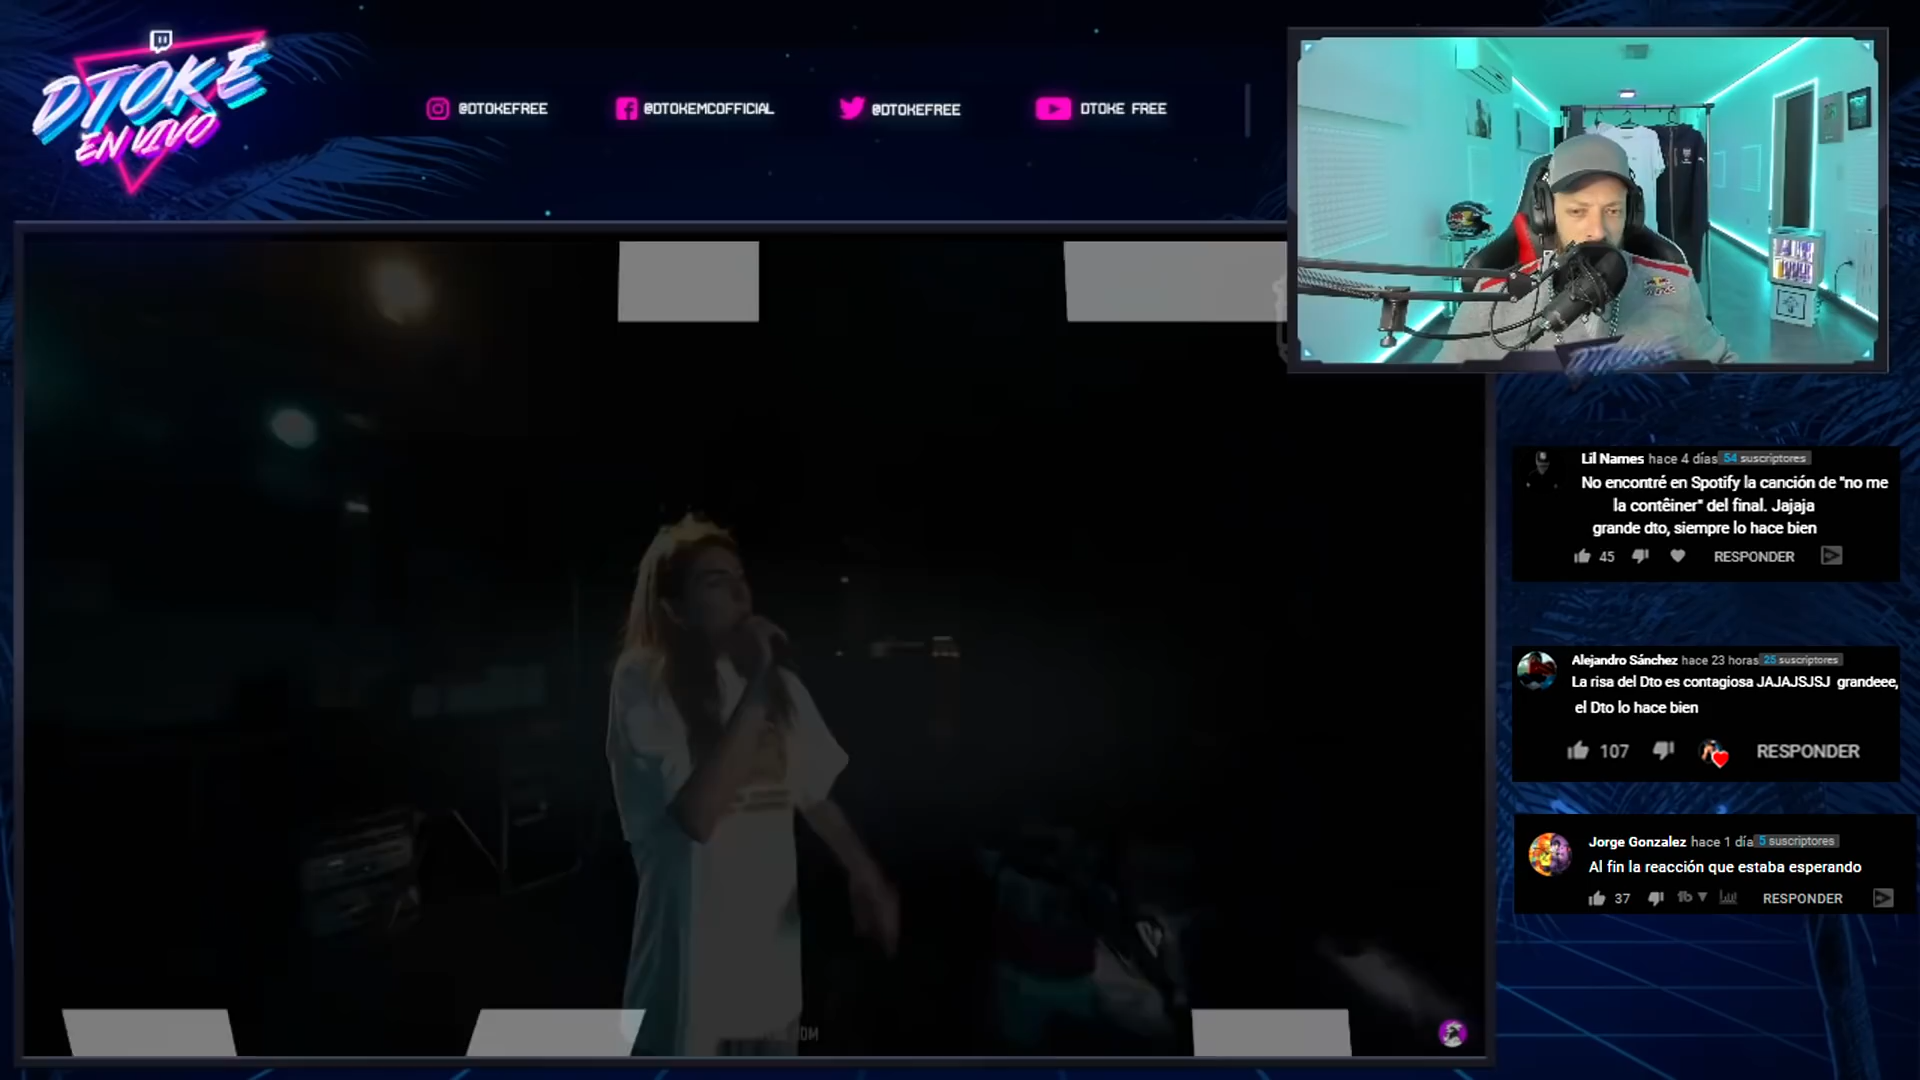 DTOKE
EN VIVO
@DTOKEFREE
@DTOKEMCOFFICIAL
@DTOKEFREE
DTOKE FREE
Lil Names hace 4 días 54 suscriptores
No encontré en Spotify la canción de "no me
la contêiner" del final. Jajaja
grande dto, siempre lo hace bien
45 RESPONDER
Alejandro Sánchez hace 23 horas 25 suscriptores
La risa del Dto es contagiosa JAJAJSJSJ grandeee,
el Dto lo hace bien
107 RESPONDER
Jorge Gonzalez hace 1 día 5 suscriptores
Al fin la reacción que estaba esperando
37 RESPONDER